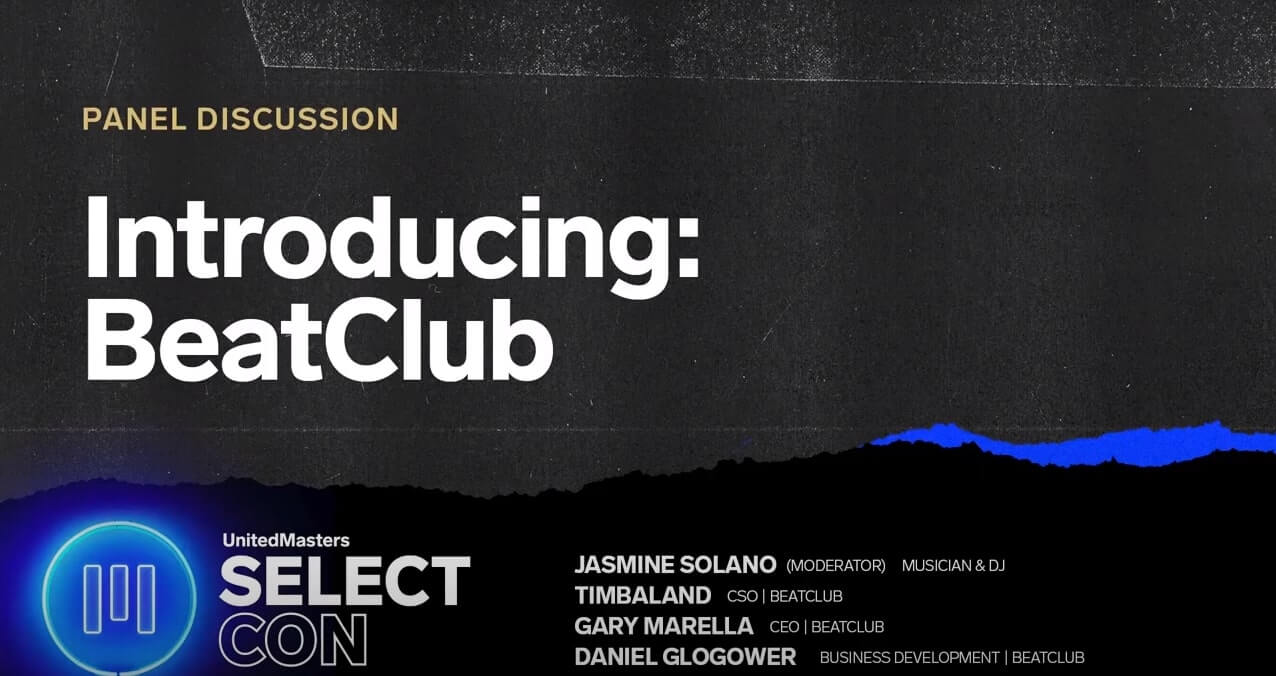 PANEL DISCUSSION
Introducing:
BeatClub
UnitedMasters
SELECT
CON
JASMINE SOLANO (MODERATOR) MUSICIAN & DJ
TIMBALAND CSO | BEATCLUB
GARY MARELLA CEO | BEATCLUB
DANIEL GLOGOWER BUSINESS DEVELOPMENT | BEATCLUB